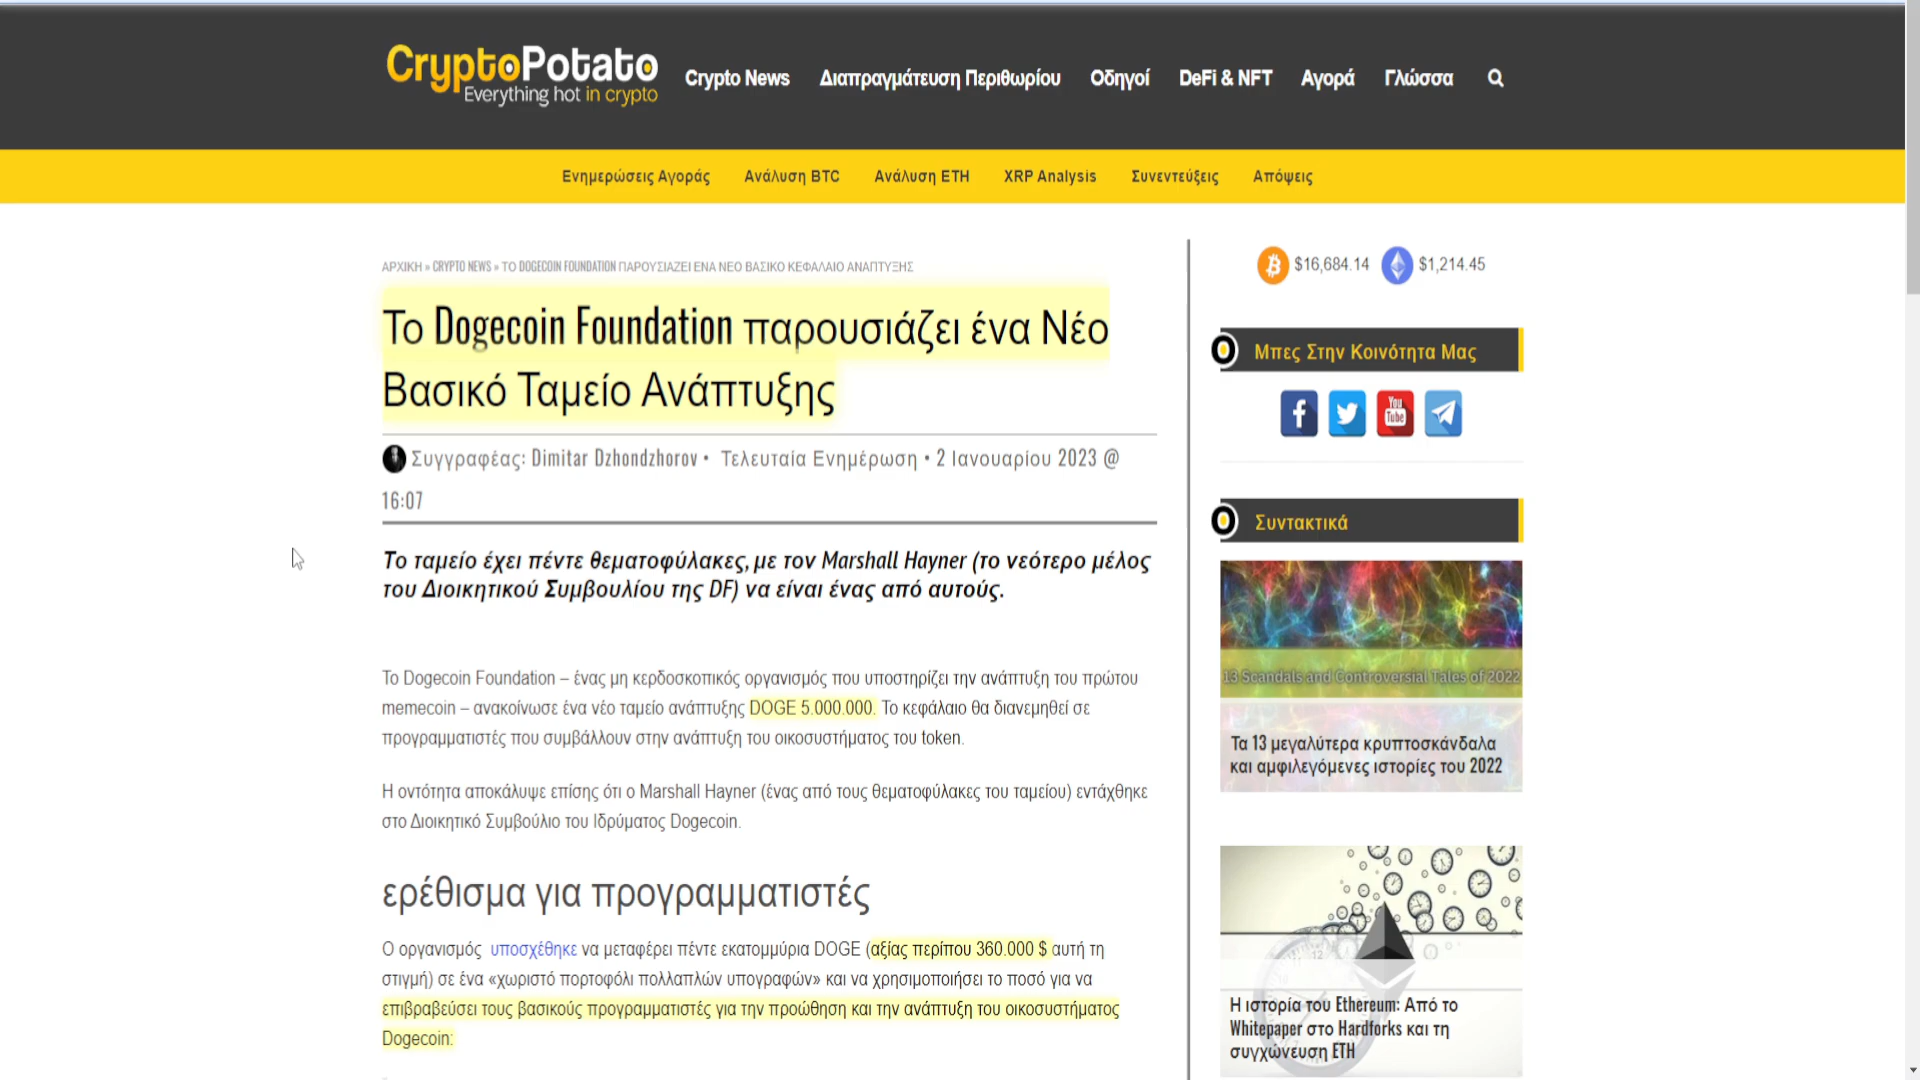 CryptoPotato
Everything hot in crypto
Crypto News Διαπραγμάτευση Περιθωρίου Οδηγοί DeFi & NFT Αγορά Γλώσσα
Ενημερώσεις Αγοράς Ανάλυση BTC Ανάλυση ETH XRP Analysis Συνεντεύξεις Απόψεις
ΑΡΧΙΚΗ » CRYPTO NEWS » ΤΟ DOGECOIN FOUNDATION ΠΑΡΟΥΣΙΑΖΕΙ ΕΝΑ ΝΕΟ ΒΑΣΙΚΟ ΚΕΦΑΛΑΙΟ ΑΝΑΠΤΥΞΗΣ
Το Dogecoin Foundation παρουσιάζει ένα Νέο
Βασικό Ταμείο Ανάπτυξης
Συγγραφέας: Dimitar Dzhondzhorov • Τελευταία Ενημέρωση • 2 Ιανουαρίου 2023 @
16:07
Το ταμείο έχει πέντε θεματοφύλακες, με τον Marshall Hayner (το νεότερο μέλος
του Διοικητικού Συμβουλίου της DF) να είναι ένας από αυτούς.
Το Dogecoin Foundation – ένας μη κερδοσκοπικός οργανισμός που υποστηρίζει την ανάπτυξη του πρώτου
memecoin – ανακοίνωσε ένα νέο ταμείο ανάπτυξης DOGE 5.000.000. Το κεφάλαιο θα διανεμηθεί σε
προγραμματιστές που συμβάλλουν στην ανάπτυξη του οικοσυστήματος του token.
Η οντότητα αποκάλυψε επίσης ότι ο Marshall Hayner (ένας από τους θεματοφύλακες του ταμείου) εντάχθηκε
στο Διοικητικό Συμβούλιο του Ιδρύματος Dogecoin.
ερέθισμα για προγραμματιστές
Ο οργανισμός υποσχέθηκε να μεταφέρει πέντε εκατομμύρια DOGE (αξίας περίπου 360.000 $ αυτή τη
στιγμή) σε ένα «χωριστό πορτοφόλι πολλαπλών υπογραφών» και να χρησιμοποιήσει το ποσό για να
επιβραβεύσει τους βασικούς προγραμματιστές για την προώθηση και την ανάπτυξη του οικοσυστήματος
Dogecoin:
$16,684.14 $1,214.45
Μπες Στην Κοινότητα Μας
You
Tube
Συντακτικά
13 Scandals and Controversial Tales of 2022
Τα 13 μεγαλύτερα κρυπτοσκάνδαλα
και αμφιλεγόμενες ιστορίες του 2022
Η ιστορία του Ethereum: Από το
Whitepaper στο Hardforks και τη
συγχώνευση ETH